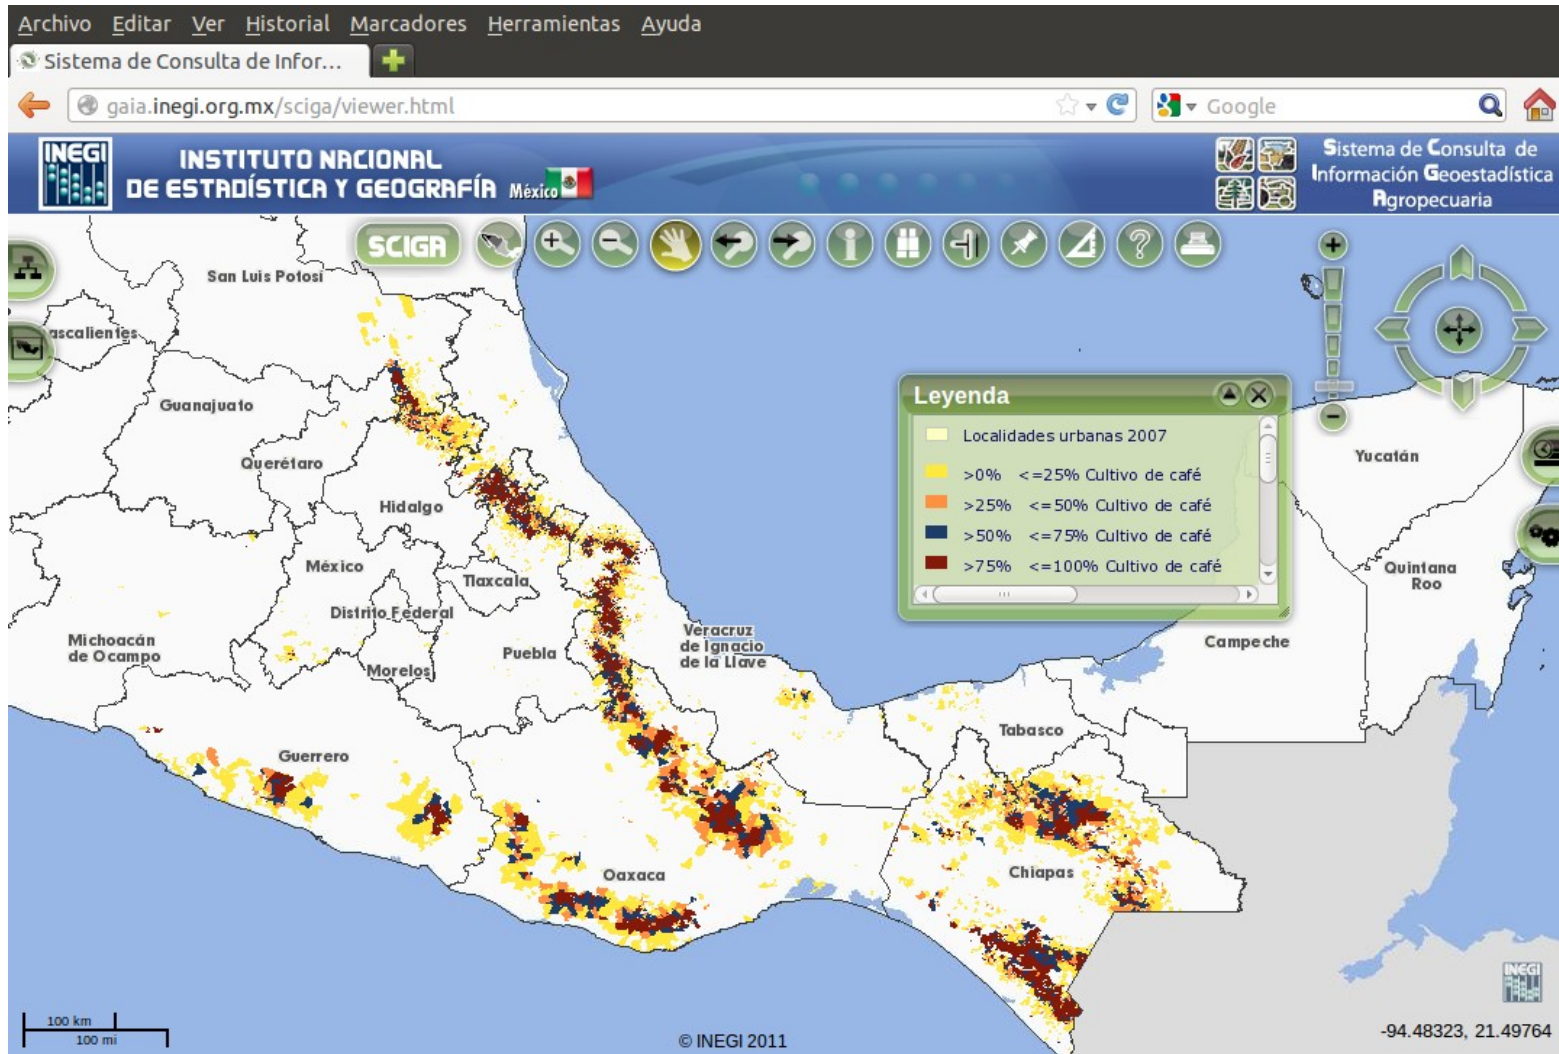 Archivo Editar Ver Historial Marcadores Herramientas Ayuda
Sistema de Consulta de Infor...
gaia.inegi.org.mx/sciga/viewer.html
Google
INEGI
INSTITUTO NACIONAL
DE ESTADÍSTICA Y GEOGRAFÍA México
Sistema de Consulta de
Información Geoestadística
Agropecuaria
SCIGA
San Luis Potosí
ascalientes
Guanajuato
Querétaro
Hidalgo
México
Tlaxcala
Distrito Federal
Michoacán
de Ocampo
Morelos
Puebla
Veracruz
de Ignacio
de la Llave
Guerrero
Oaxaca
Tabasco
Chiapas
Campeche
Yucatán
Quintana
Roo
Leyenda
Localidades urbanas 2007
>0% <=25% Cultivo de café
>25% <=50% Cultivo de café
>50% <=75% Cultivo de café
>75% <=100% Cultivo de café
100 km
100 mi
© INEGI 2011
INEGI
-94.48323, 21.49764